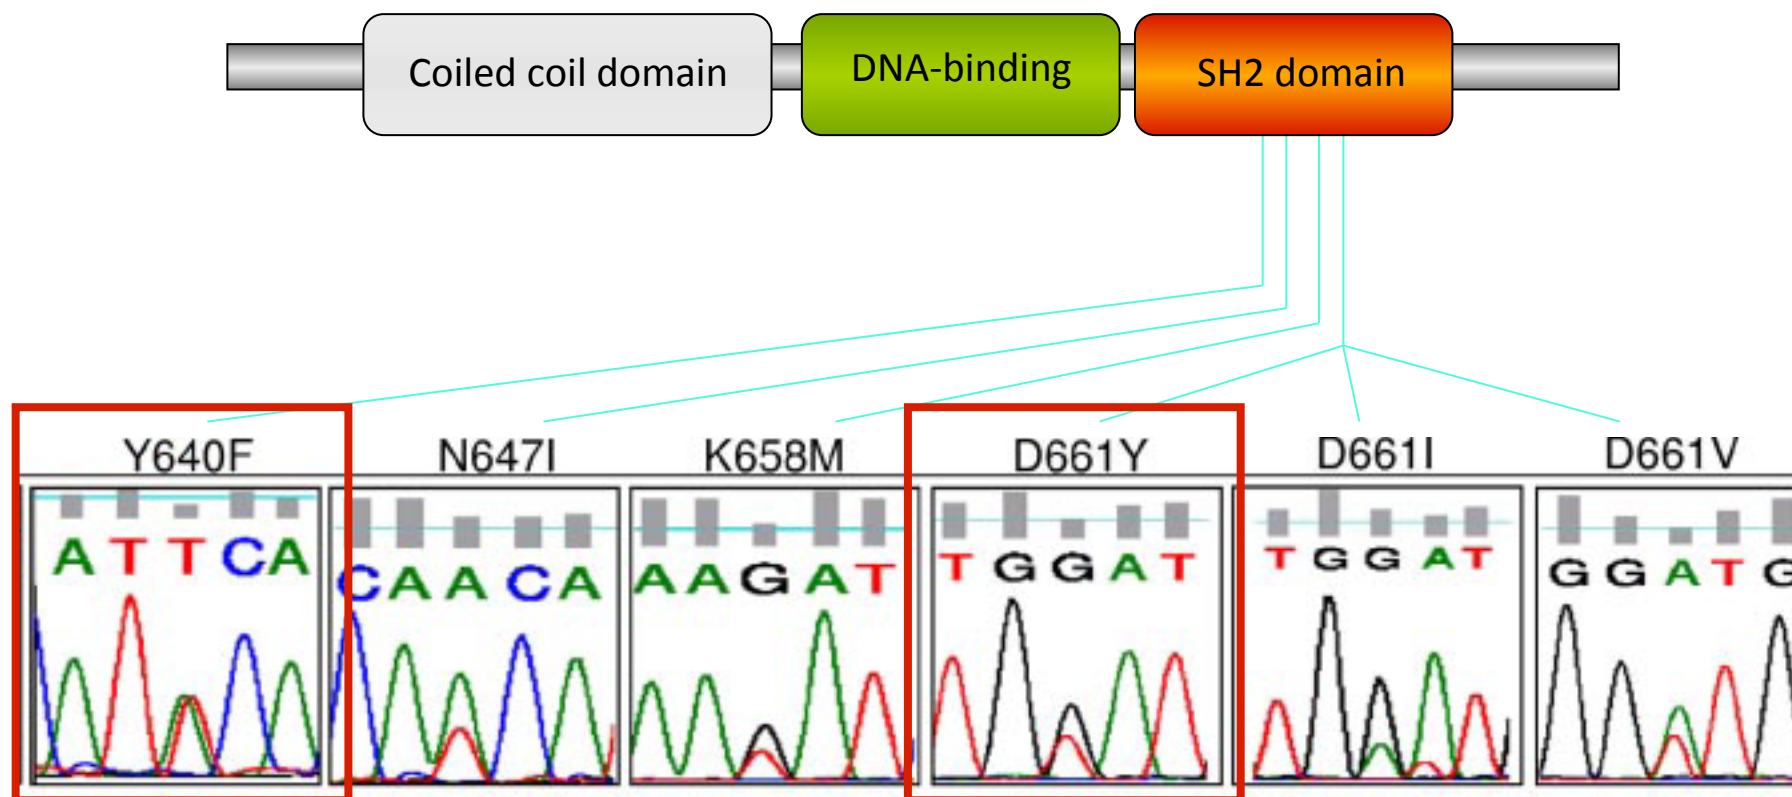 Coiled coil domain
DNA-binding
SH2 domain
Y640F
N647I
K658M
D661Y
D661I
D661V
ATTCA
CAACA
AAGAT
TGGAT
TGGAT
GGATG